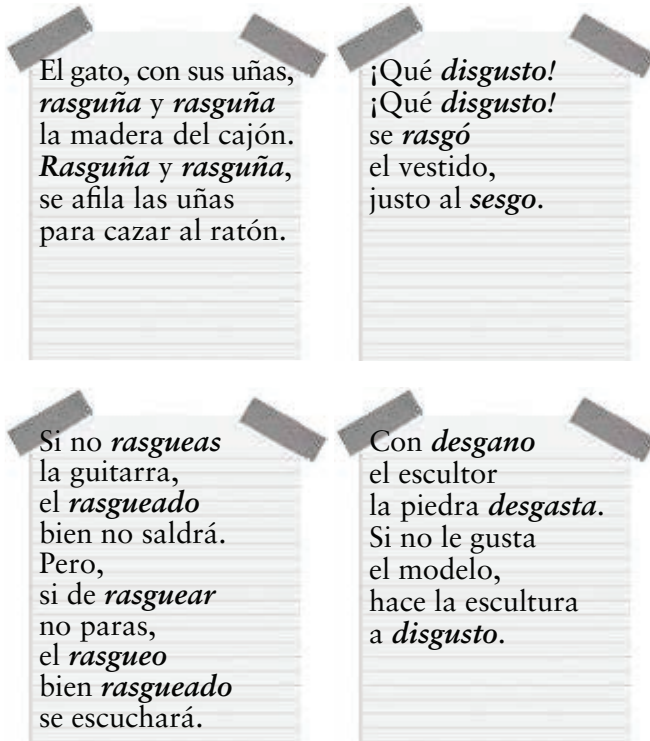 El gato, con sus uñas,
rasguña y rasguña
la madera del cajón.
Rasguña y rasguña,
se afila las uñas
para cazar al ratón.
¡Qué disgusto!
¡Qué disgusto!
se rasgó
el vestido,
justo al sesgo.
Si no rasgueas
la guitarra,
el rasgueado
bien no saldrá.
Pero,
si de rasguear
no paras,
el rasgueo
bien rasgueado
se escuchará.
Con desgano
el escultor
la piedra desgasta.
Si no le gusta
el modelo,
hace la escultura
a disgusto.